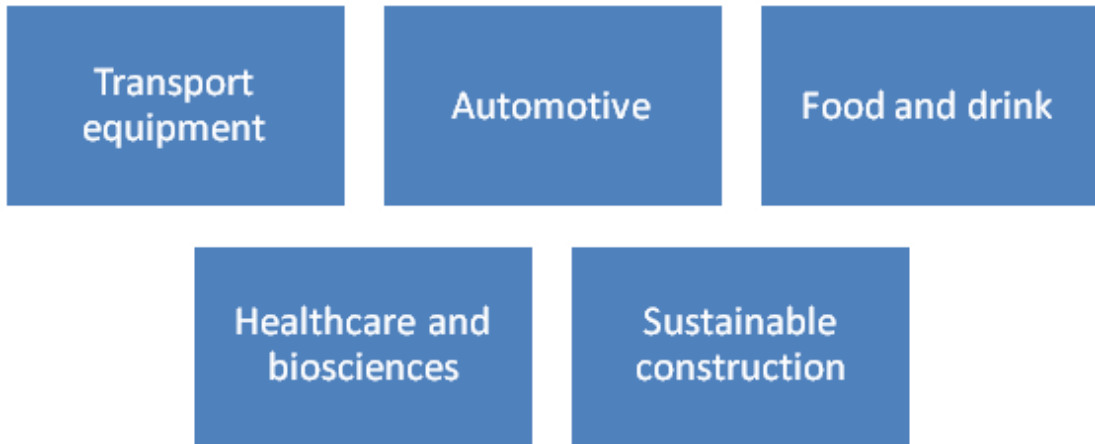 Transport
equipment
Automotive
Food and drink
Healthcare and
biosciences
Sustainable
construction